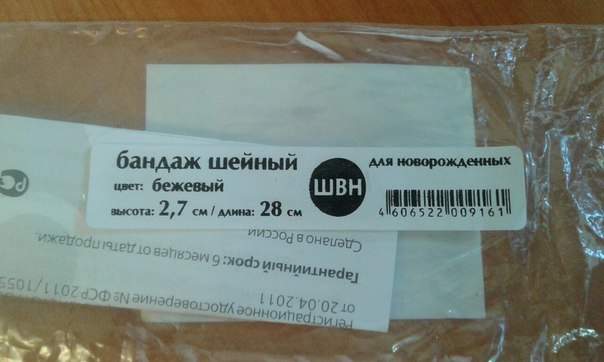 бандаж шейный
цвет: бежевый
высота: 2,7 см / длина: 28 см
ШВН
для новорожденных
4 606522 009161
Сделано в России
Гарантийный срок: 6 месяцев от даты продажи.
от 20.04.2011
Регистрационное удостоверение № ФСР 2011/1055